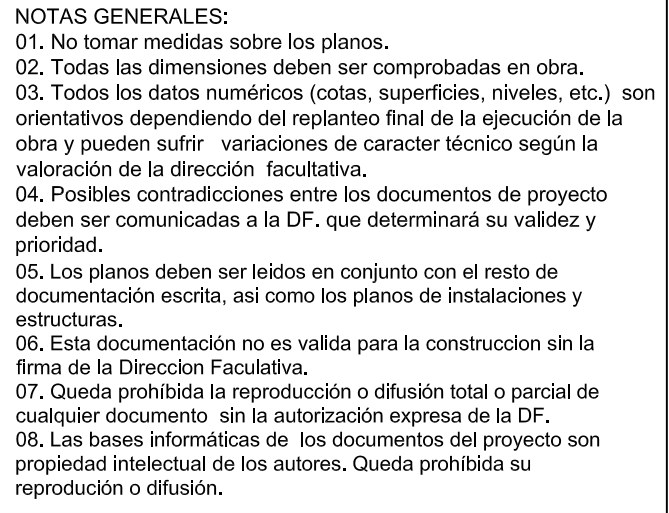 NOTAS GENERALES:
01. No tomar medidas sobre los planos.
02. Todas las dimensiones deben ser comprobadas en obra.
03. Todos los datos numéricos (cotas, superficies, niveles, etc.) son
orientativos dependiendo del replanteo final de la ejecución de la
obra y pueden sufrir variaciones de caracter técnico según la
valoración de la dirección facultativa.
04. Posibles contradicciones entre los documentos de proyecto
deben ser comunicadas a la DF. que determinará su validez y
prioridad.
05. Los planos deben ser leidos en conjunto con el resto de
documentación escrita, asi como los planos de instalaciones y
estructuras.
06. Esta documentación no es valida para la construccion sin la
firma de la Direccion Faculativa.
07. Queda prohíbida la reproducción o difusión total o parcial de
cualquier documento sin la autorización expresa de la DF.
08. Las bases informáticas de los documentos del proyecto son
propiedad intelectual de los autores. Queda prohíbida su
reprodución o difusión.